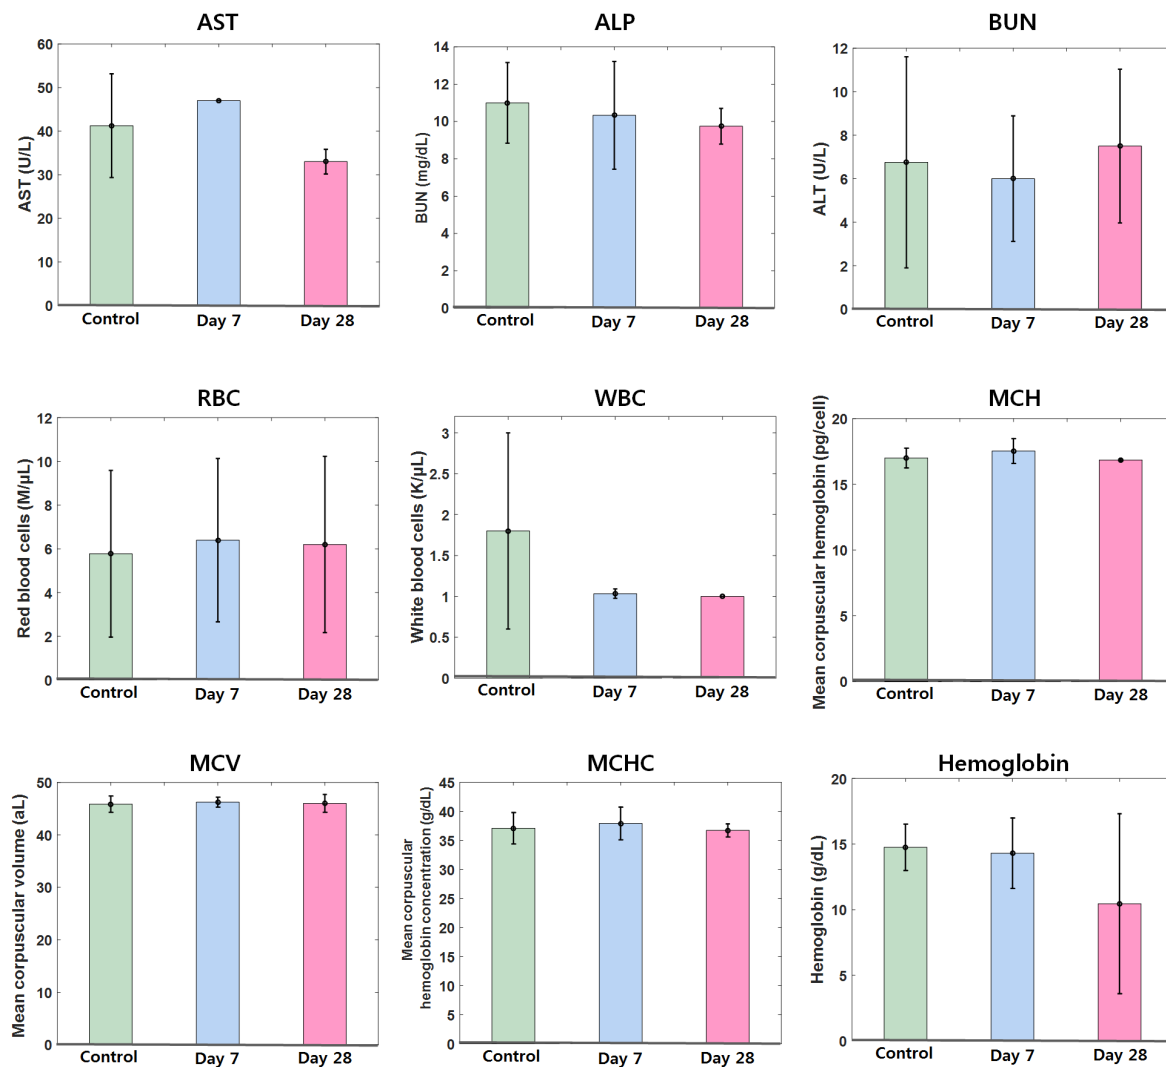 AST
AST (U/L)
60
50
40
30
20
10
0
Control Day 7 Day 28
ALP
BUN (mg/dL)
14
12
10
8
6
4
2
0
Control Day 7 Day 28
BUN
ALT (U/L)
12
10
8
6
4
2
0
Control Day 7 Day 28
RBC
Red blood cells (M/μL)
12
10
8
6
4
2
0
Control Day 7 Day 28
WBC
White blood cells (K/μL)
3
2.5
2
1.5
1
0.5
0
Control Day 7 Day 28
MCH
Mean corpuscular hemoglobin (pg/cell)
20
15
10
5
0
Control Day 7 Day 28
MCV
Mean corpuscular volume (aL)
50
40
30
20
10
0
Control Day 7 Day 28
MCHC
Mean corpuscular
hemoglobin concentration (g/dL)
45
40
35
30
25
20
15
10
5
0
Control Day 7 Day 28
Hemoglobin
Hemoglobin (g/dL)
20
15
10
5
0
Control Day 7 Day 28